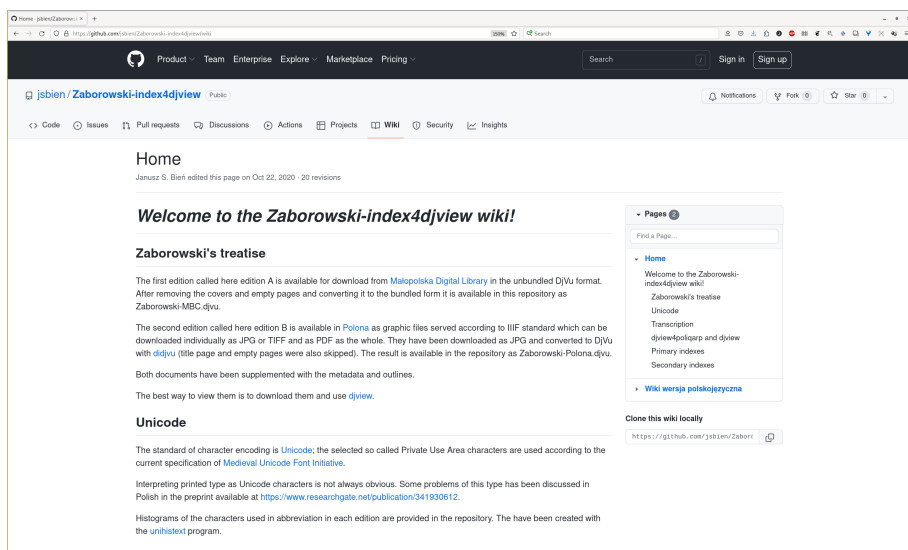 Home · jsbien/Zaborowski-
https://github.com/jsbien/Zaborowski-index4djview/wiki
150%
Search
Product Team Enterprise Explore Marketplace Pricing
Search
/
Sign in
Sign up
jsbien / Zaborowski-index4djview
Public
Notifications
Fork 0
Star 0
Code
Issues
Pull requests
Discussions
Actions
Projects
Wiki
Security
Insights
Home
Janusz S. Bień edited this page on Oct 22, 2020 · 20 revisions
Welcome to the Zaborowski-index4djview wiki!
Zaborowski's treatise
The first edition called here edition A is available for download from Małopolska Digital Library in the unbundled DjVu format.
After removing the covers and empty pages and converting it to the bundled form it is available in this repository as
Zaborowski-MBC.djvu.
The second edition called here edition B is available in Polona as graphic files served according to IIIF standard which can be
downloaded individually as JPG or TIFF and as PDF as the whole. They have been downloaded as JPG and converted to DjVu
with didjvu (title page and empty pages were also skipped). The result is available in the repository as Zaborowski-Polona.djvu.
Both documents have been supplemented with the metadata and outlines.
The best way to view them is to download them and use djview.
Unicode
The standard of character encoding is Unicode; the selected so called Private Use Area characters are used according to the
current specification of Medieval Unicode Font Initiative.
Interpreting printed type as Unicode characters is not always obvious. Some problems of this type has been discussed in
Polish in the preprint available at https://www.researchgate.net/publication/341930612.
Histograms of the characters used in abbreviation in each edition are provided in the repository. The have been created with
the unihistext program.
Pages 2
Find a Page...
Home
Welcome to the Zaborowski-
index4djview wiki!
Zaborowski's treatise
Unicode
Transcription
djview4poliqarp and djview
Primary indexes
Secondary indexes
Wiki wersja polskojęzyczna
Clone this wiki locally
https://github.com/jsbien/Zaborc